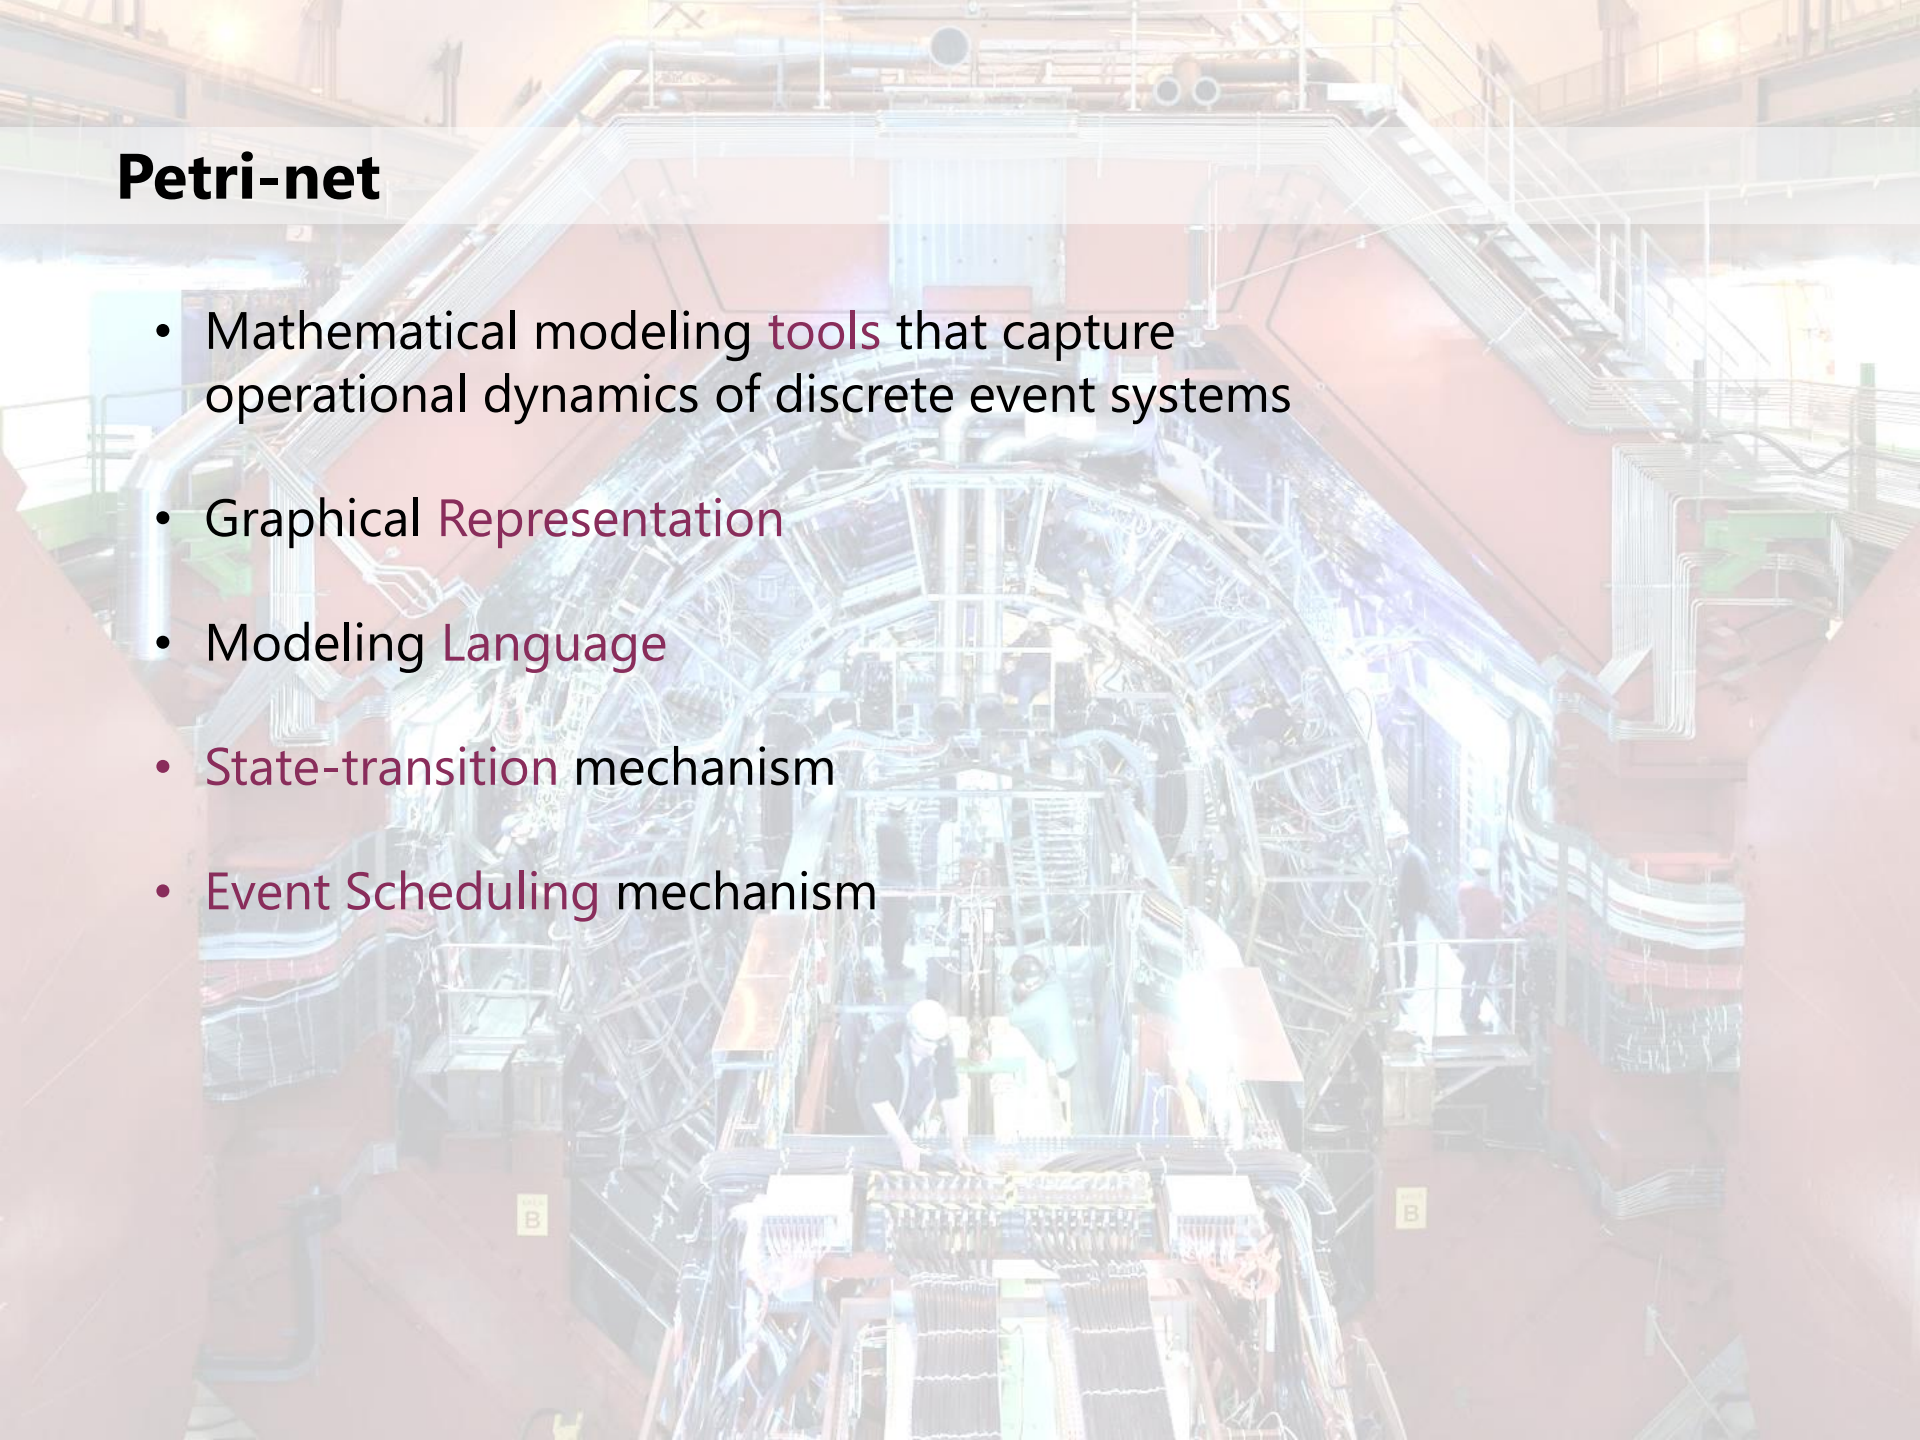 Petri-net
• Mathematical modeling tools that capture
operational dynamics of discrete event systems
• Graphical Representation
• Modeling Language
• State-transition mechanism
• Event Scheduling mechanism
B
B